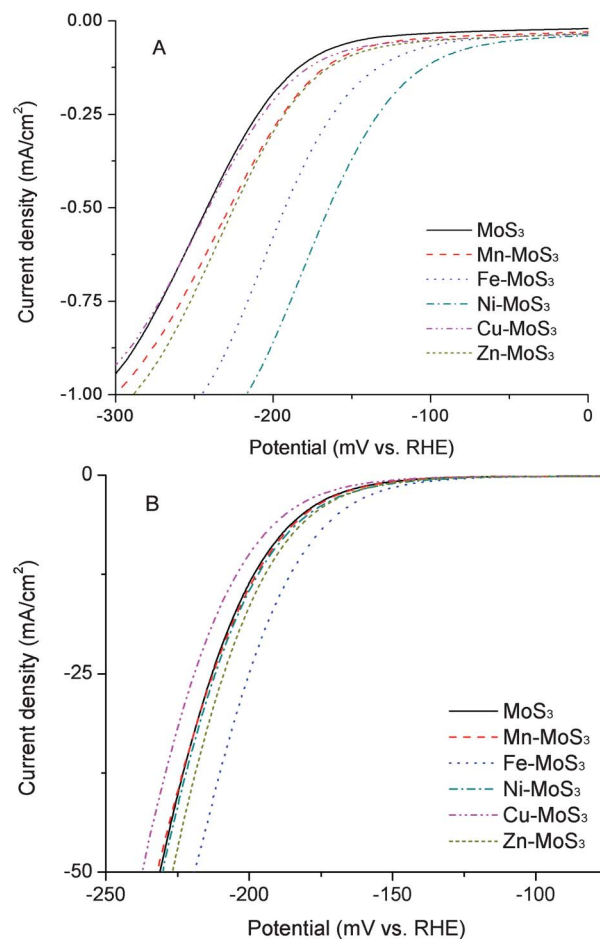 A
Current density (mA/cm²)
0.00
-0.25
-0.50
-0.75
-1.00
MoS₃
Mn-MoS₃
Fe-MoS₃
Ni-MoS₃
Cu-MoS₃
Zn-MoS₃
-300 -200 -100 0
Potential (mV vs. RHE)
B
Current density (mA/cm²)
0
-25
-50
MoS₃
Mn-MoS₃
Fe-MoS₃
Ni-MoS₃
Cu-MoS₃
Zn-MoS₃
-250 -200 -150 -100
Potential (mV vs. RHE)